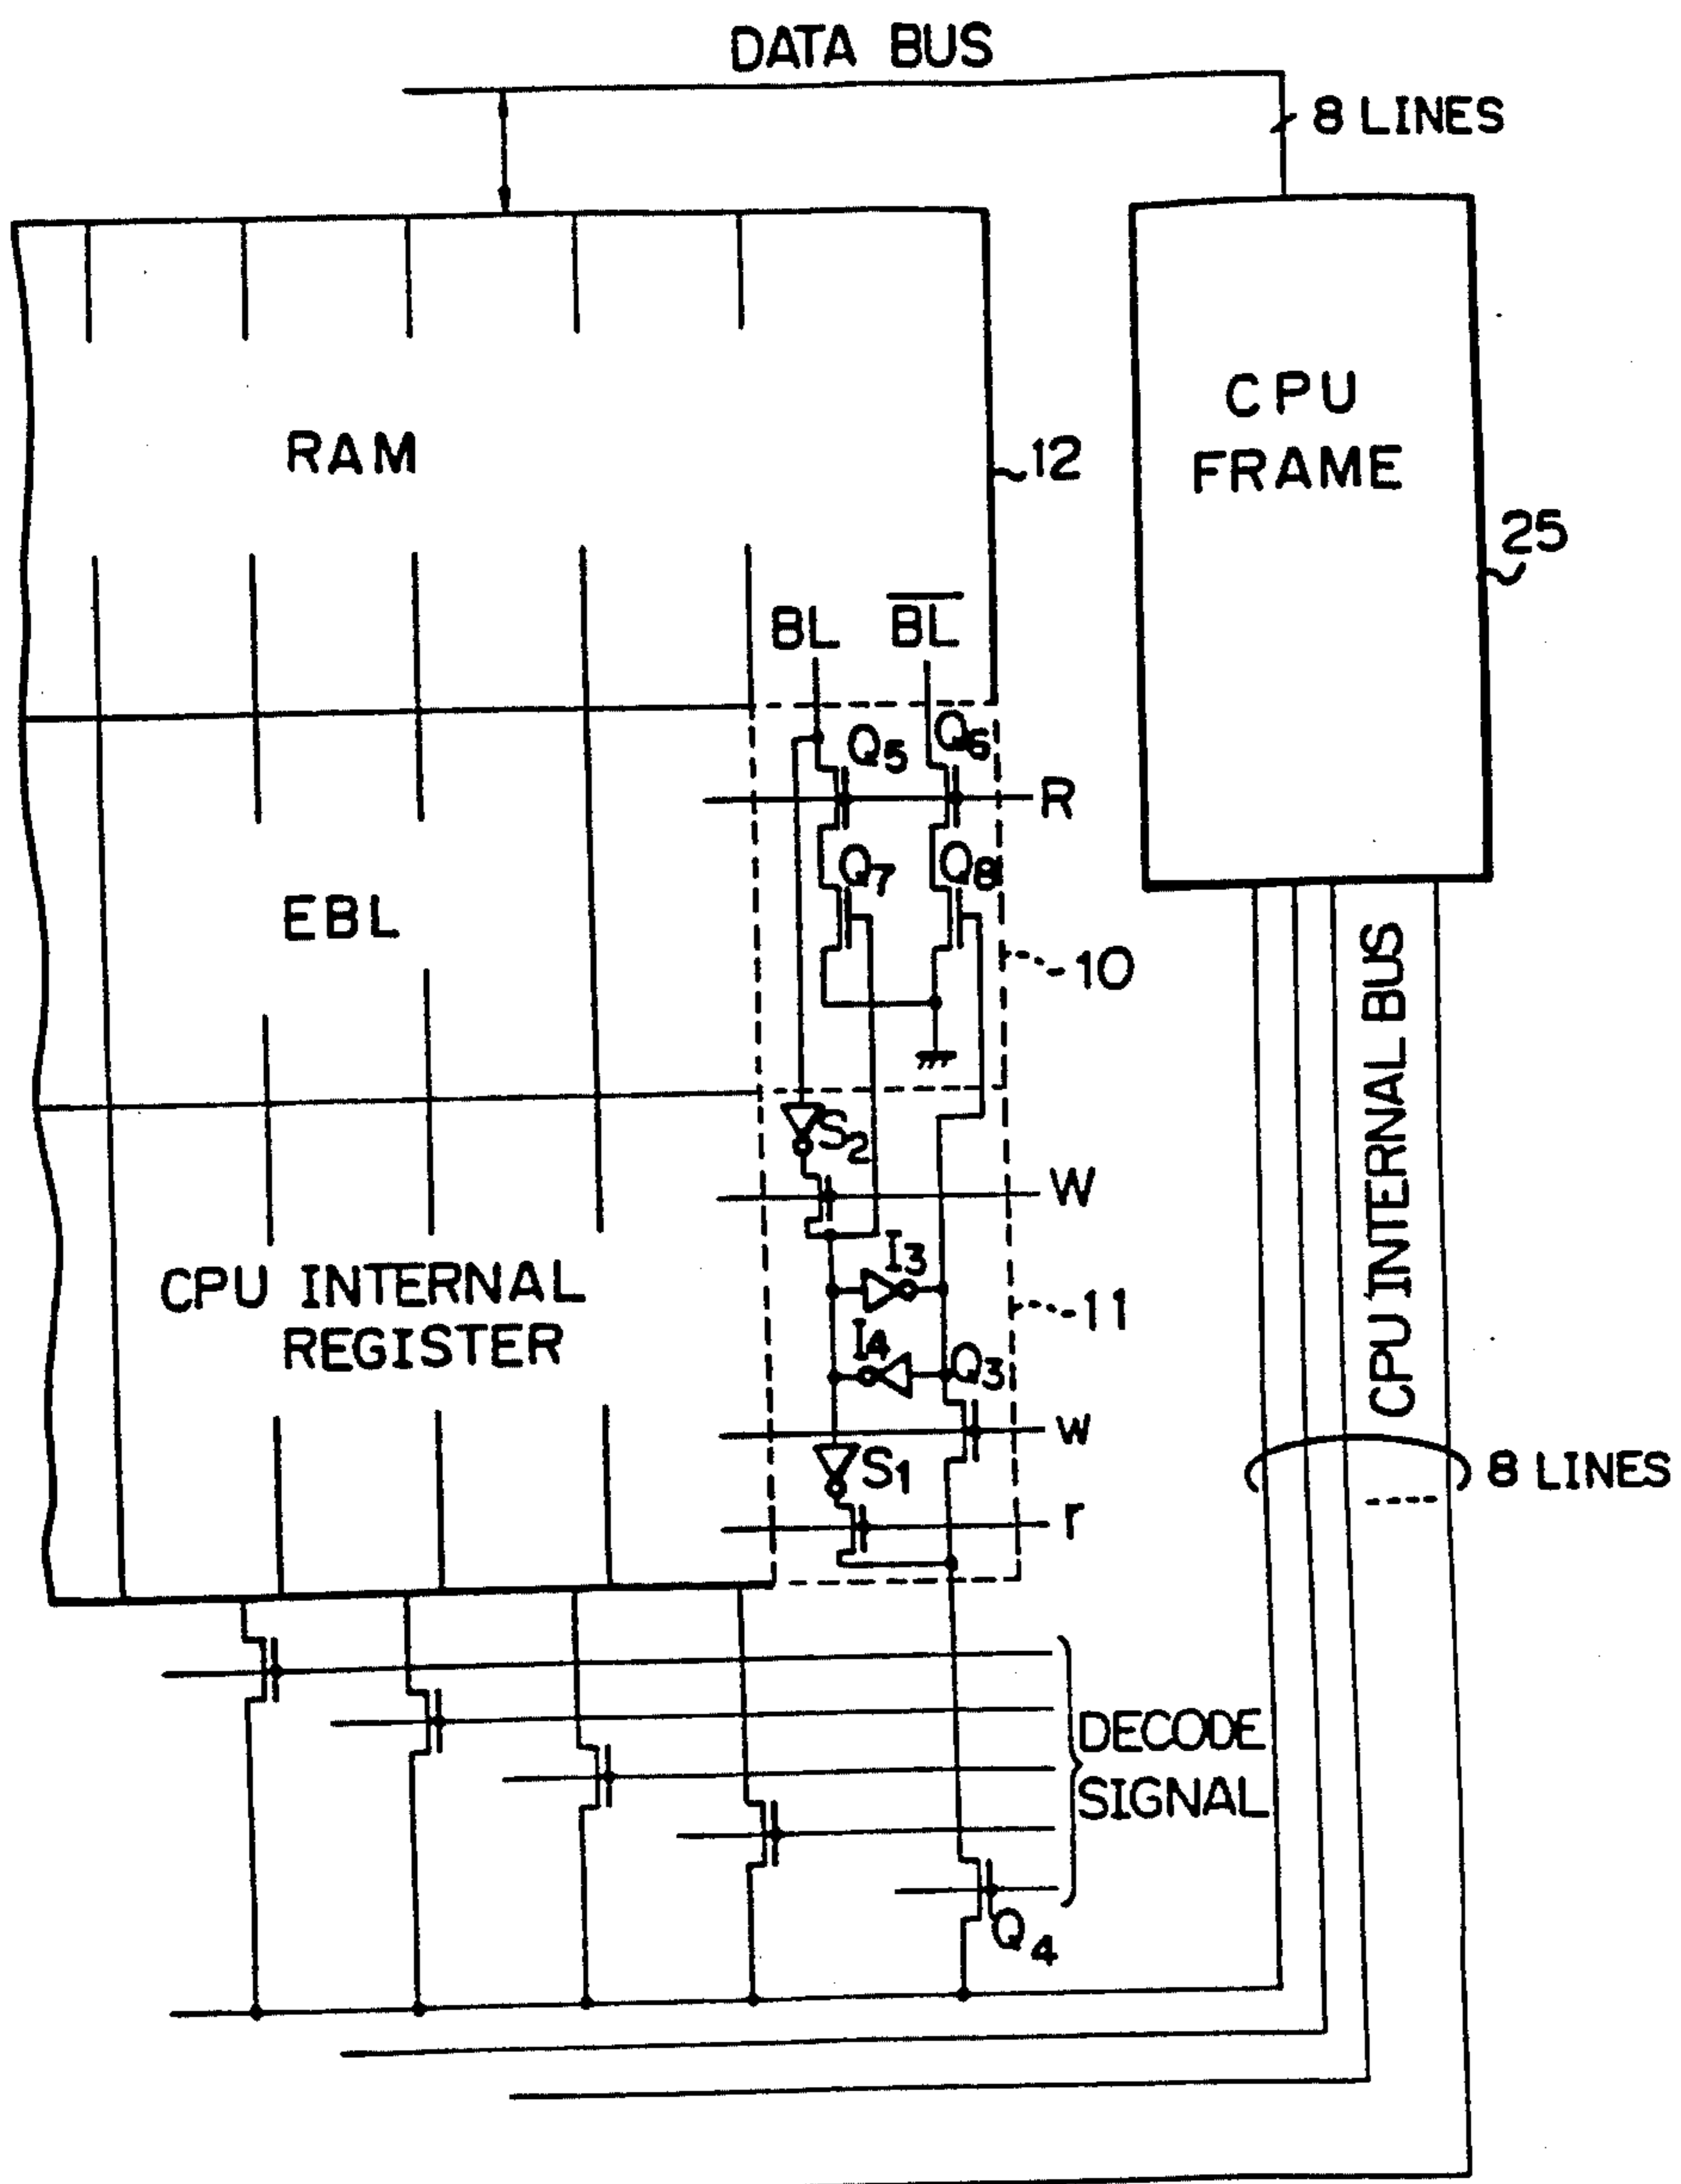 DATA BUS
8 LINES
RAM
12
CPU
FRAME
25
BL
B̅L̅
Q5
Q6
R
Q7
Q8
EBL
10
CPU INTERNAL BUS
S2
W
I3
CPU INTERNAL
REGISTER
11
I4
Q3
w
S1
8 LINES
r
DECODE
SIGNAL
Q4